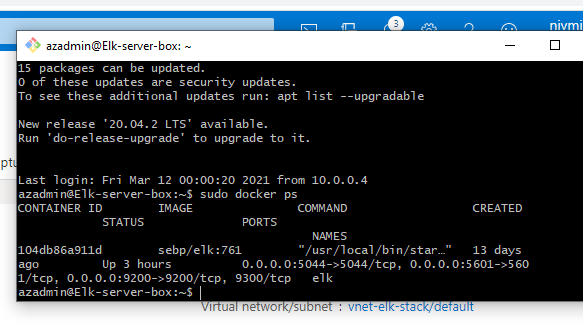 3
azadmin@Elk-server-box: ~
15 packages can be updated.
0 of these updates are security updates.
To see these additional updates run: apt list --upgradable
New release '20.04.2 LTS' available.
Run 'do-release-upgrade' to upgrade to it.
Last login: Fri Mar 12 00:00:20 2021 from 10.0.0.4
azadmin@Elk-server-box:~$ sudo docker ps
CONTAINER ID IMAGE COMMAND CREATED
STATUS PORTS
NAMES
104db86a911d sebp/elk:761 "/usr/local/bin/star…" 13 days
ago Up 3 hours 0.0.0.0:5044->5044/tcp, 0.0.0.0:5601->560
1/tcp, 0.0.0.0:9200->9200/tcp, 9300/tcp elk
azadmin@Elk-server-box:~$
Virtual network/subnet : vnet-elk-stack/default